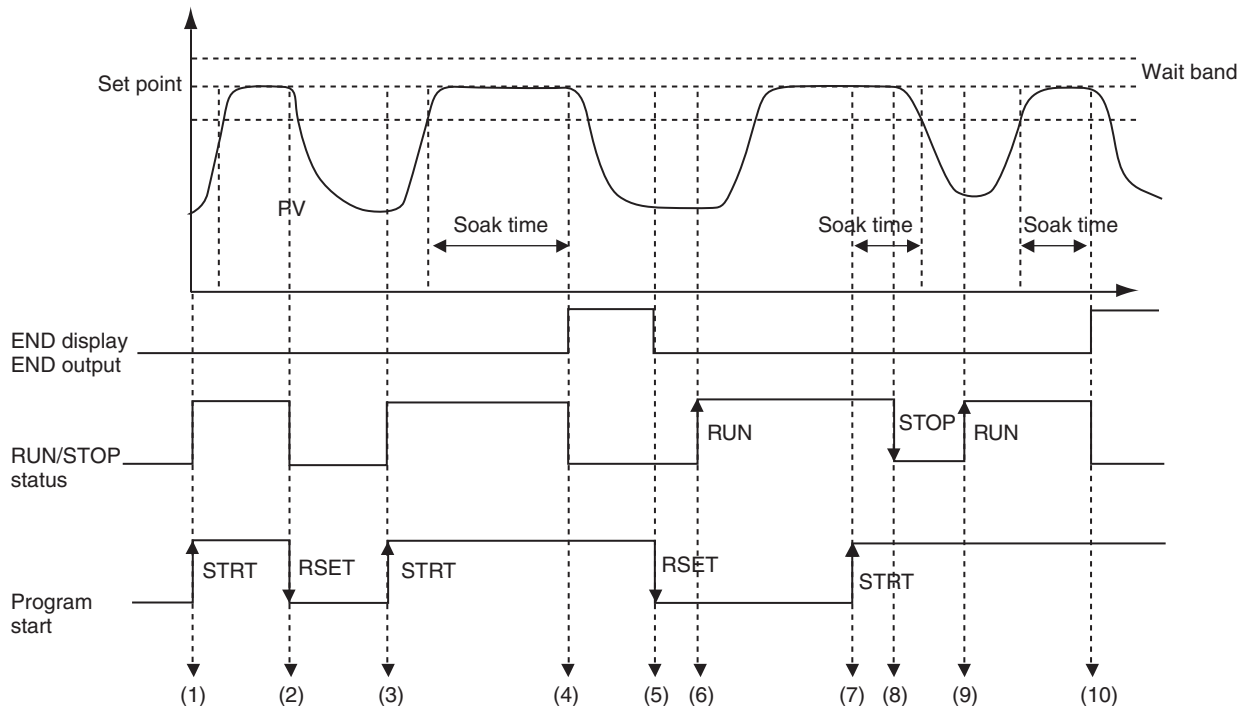 Set point
Wait band
PV
Soak time
Soak time
Soak time
END display
END output
RUN
STOP
RUN
RUN/STOP
status
STRT
RSET
STRT
RSET
STRT
Program
start
(1)
(2)
(3)
(4)
(5)
(6)
(7)
(8)
(9)
(10)